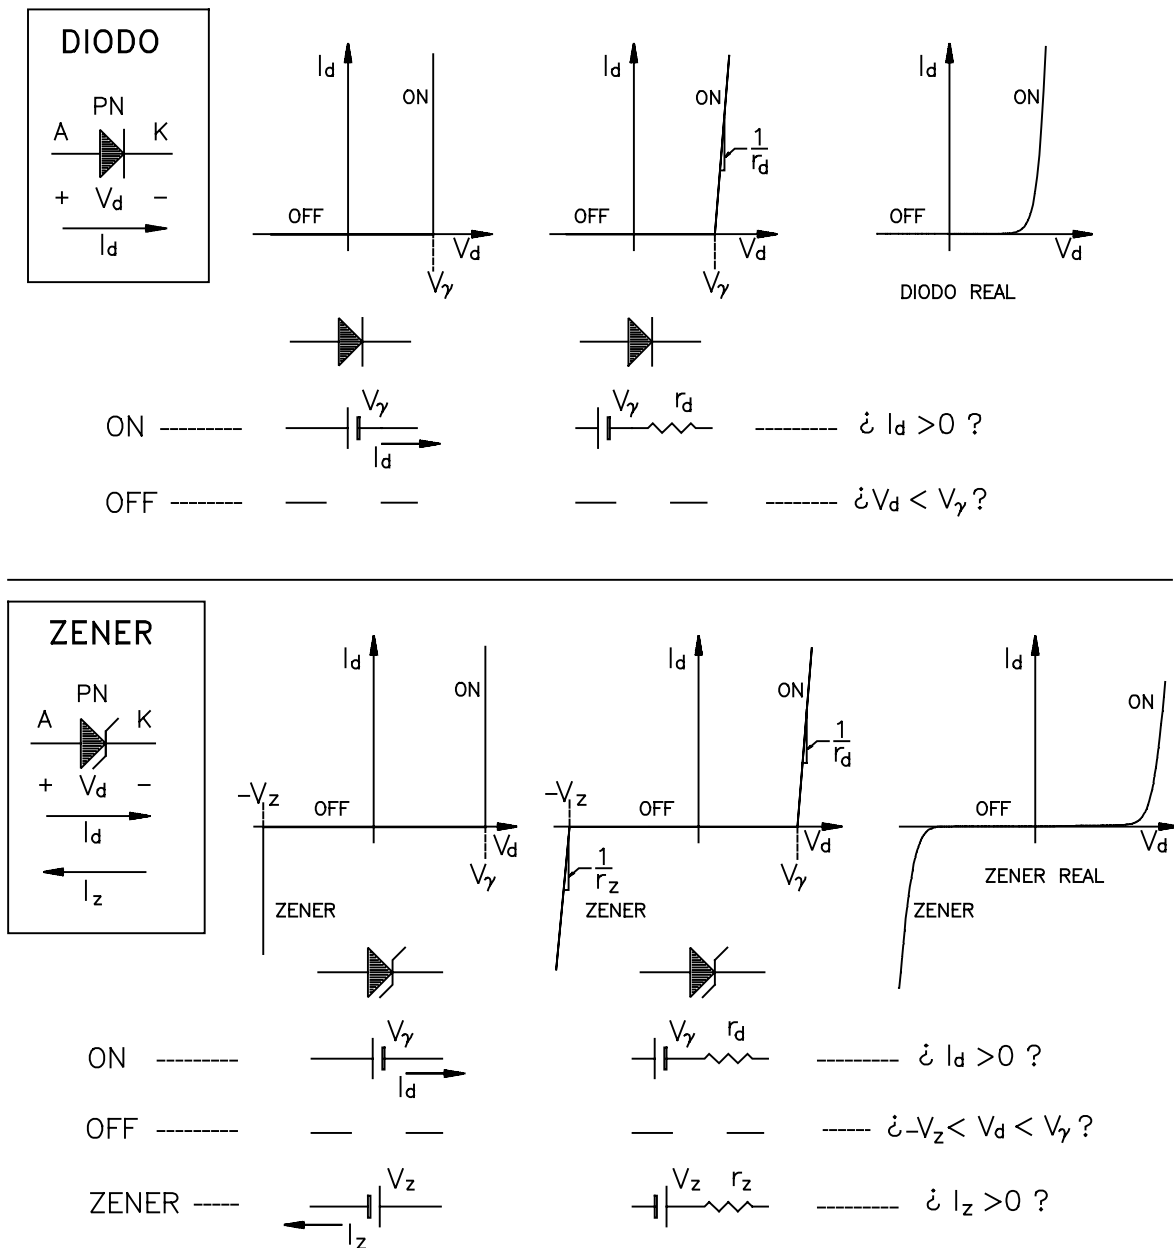 DIODO
PN
A K
+ Vd -
Id
Id
ON
OFF
Vd
Vγ
Id
ON
1/rd
OFF
Vd
Vγ
Id
ON
OFF
Vd
DIODO REAL
ON Vγ Id Vγ rd ¿ Id >0 ?
OFF ¿Vd < Vγ?
ZENER
PN
A K
+ Vd -
Id
Iz
Id
ON
-Vz
OFF
Vd
Vγ
ZENER
Id
ON
1/rd
-Vz
OFF
Vd
Vγ
1/rz
ZENER
Id
ON
OFF
Vd
ZENER REAL
ZENER
ON Vγ Id Vγ rd ¿ Id >0 ?
OFF ¿-Vz< Vd < Vγ?
ZENER Vz Iz Vz rz ¿ Iz >0 ?